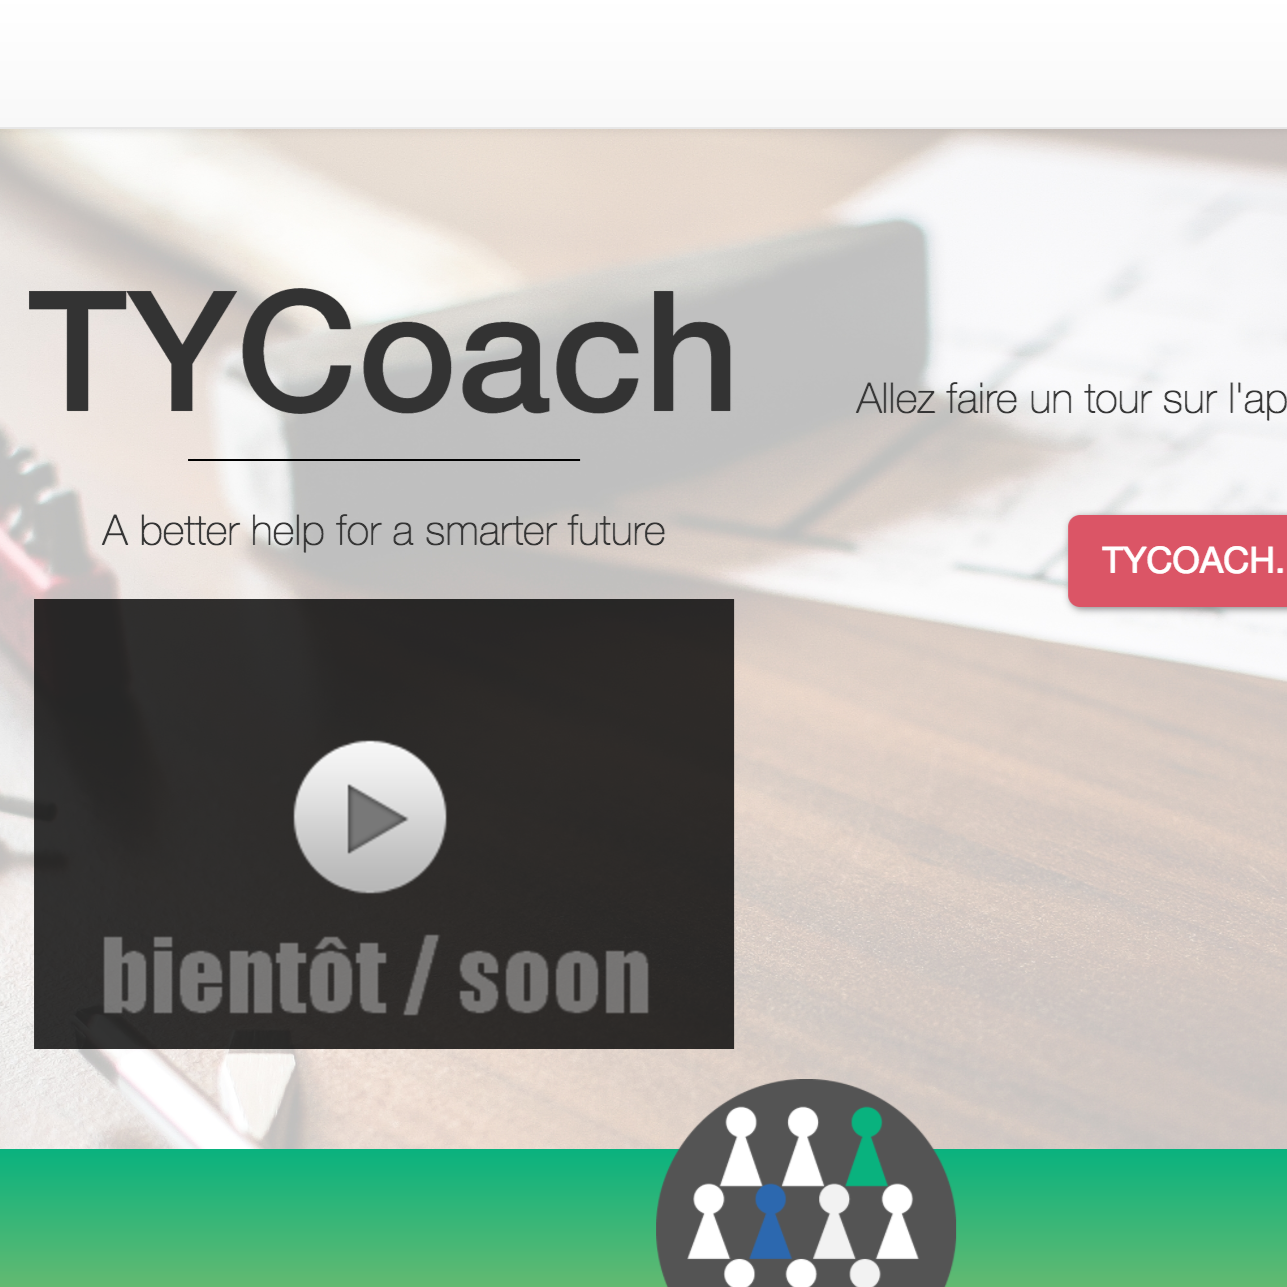 TYCoach
A better help for a smarter future
Allez faire un tour sur l'ap
TYCOACH.
bientôt / soon